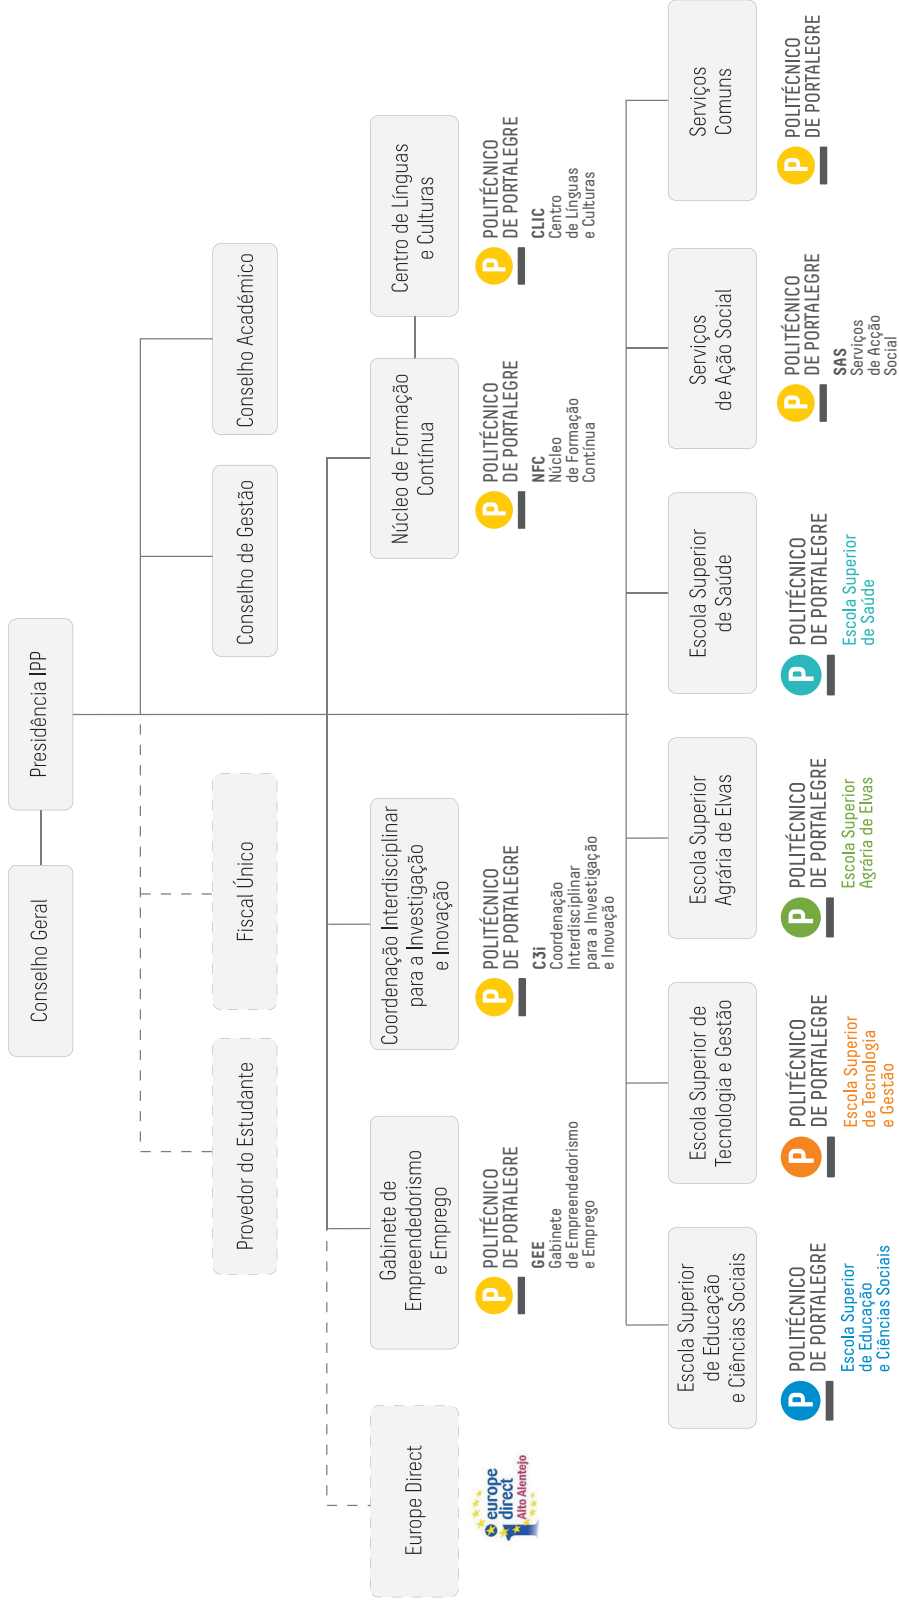 Conselho Geral
Presidência IPP
Provedor do Estudante
Fiscal Único
Conselho de Gestão
Conselho Académico
Europe Direct
europe
direct
Alto Alentejo
Gabinete de
Empreendedorismo
e Emprego
P
POLITÉCNICO
DE PORTALEGRE
GEE
Gabinete
de Empreendedorismo
e Emprego
Coordenação Interdisciplinar
para a Investigação
e Inovação
P
POLITÉCNICO
DE PORTALEGRE
C3i
Coordenação
Interdisciplinar
para a Investigação
e Inovação
Núcleo de Formação
Contínua
P
POLITÉCNICO
DE PORTALEGRE
NFC
Núcleo
de Formação
Contínua
Centro de Línguas
e Culturas
P
POLITÉCNICO
DE PORTALEGRE
CLIC
Centro
de Línguas
e Culturas
Escola Superior
de Educação
e Ciências Sociais
P
POLITÉCNICO
DE PORTALEGRE
Escola Superior
de Educação
e Ciências Sociais
Escola Superior de
Tecnologia e Gestão
P
POLITÉCNICO
DE PORTALEGRE
Escola Superior
de Tecnologia
e Gestão
Escola Superior
Agrária de Elvas
P
POLITÉCNICO
DE PORTALEGRE
Escola Superior
Agrária de Elvas
Escola Superior
de Saúde
P
POLITÉCNICO
DE PORTALEGRE
Escola Superior
de Saúde
Serviços
de Ação Social
P
POLITÉCNICO
DE PORTALEGRE
SAS
Serviços
de Acção
Social
Serviços
Comuns
P
POLITÉCNICO
DE PORTALEGRE